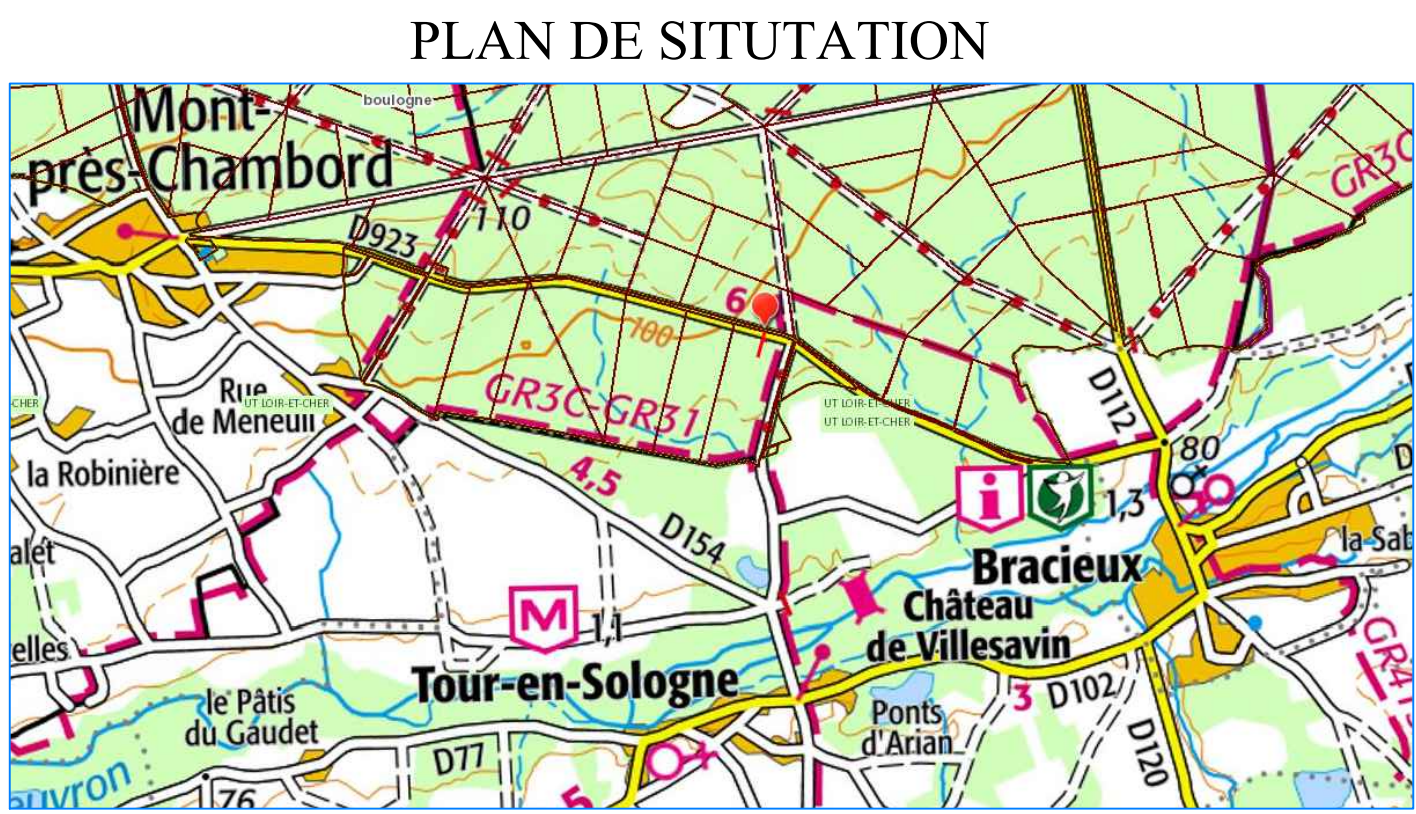 PLAN DE SITUTATION
boulogne
Mont-
près-Chambord
GR3C
110
D923
6
100
GR3C-GR31
CHER
Rue
de Meneuil
UT LOIR-ET-CHER
UT LOIR-ET-CHER
UT LOIR-ET-CHER
D112
80
la Robinière
4,5
1,3
D154
alet
la Sab
Bracieux
Château
de Villesavin
1,1
elles
Tour-en-Sologne
GR41
3
D102
le Pâtis
du Gaudet
Ponts
d'Arian
D120
D77
euvron
76
5